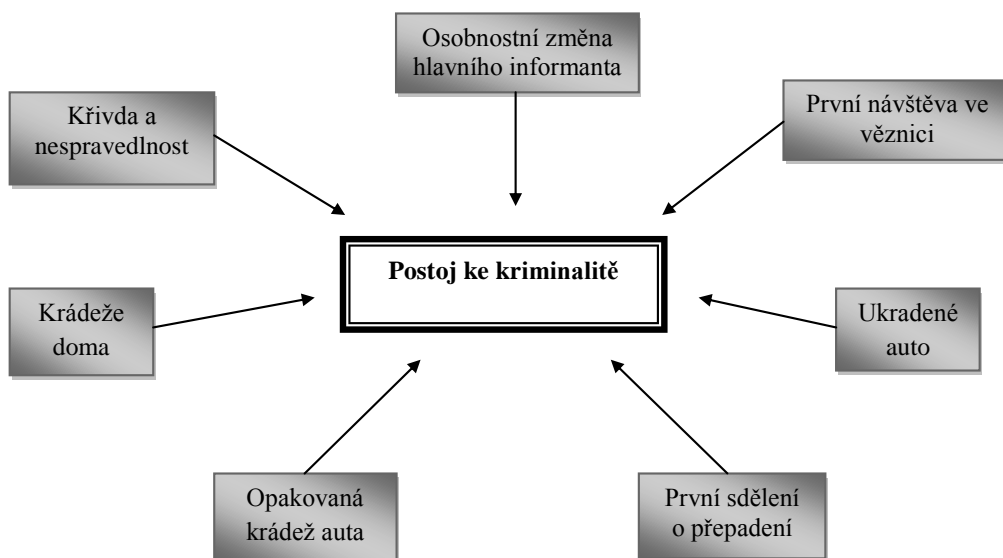 Osobnostní změna
hlavního informanta
Křivda a
nespravedlnost
První návštěva ve
věznici
Postoj ke kriminalitě
Krádeže
doma
Ukradené
auto
Opakovaná
krádež auta
První sdělení
o přepadení